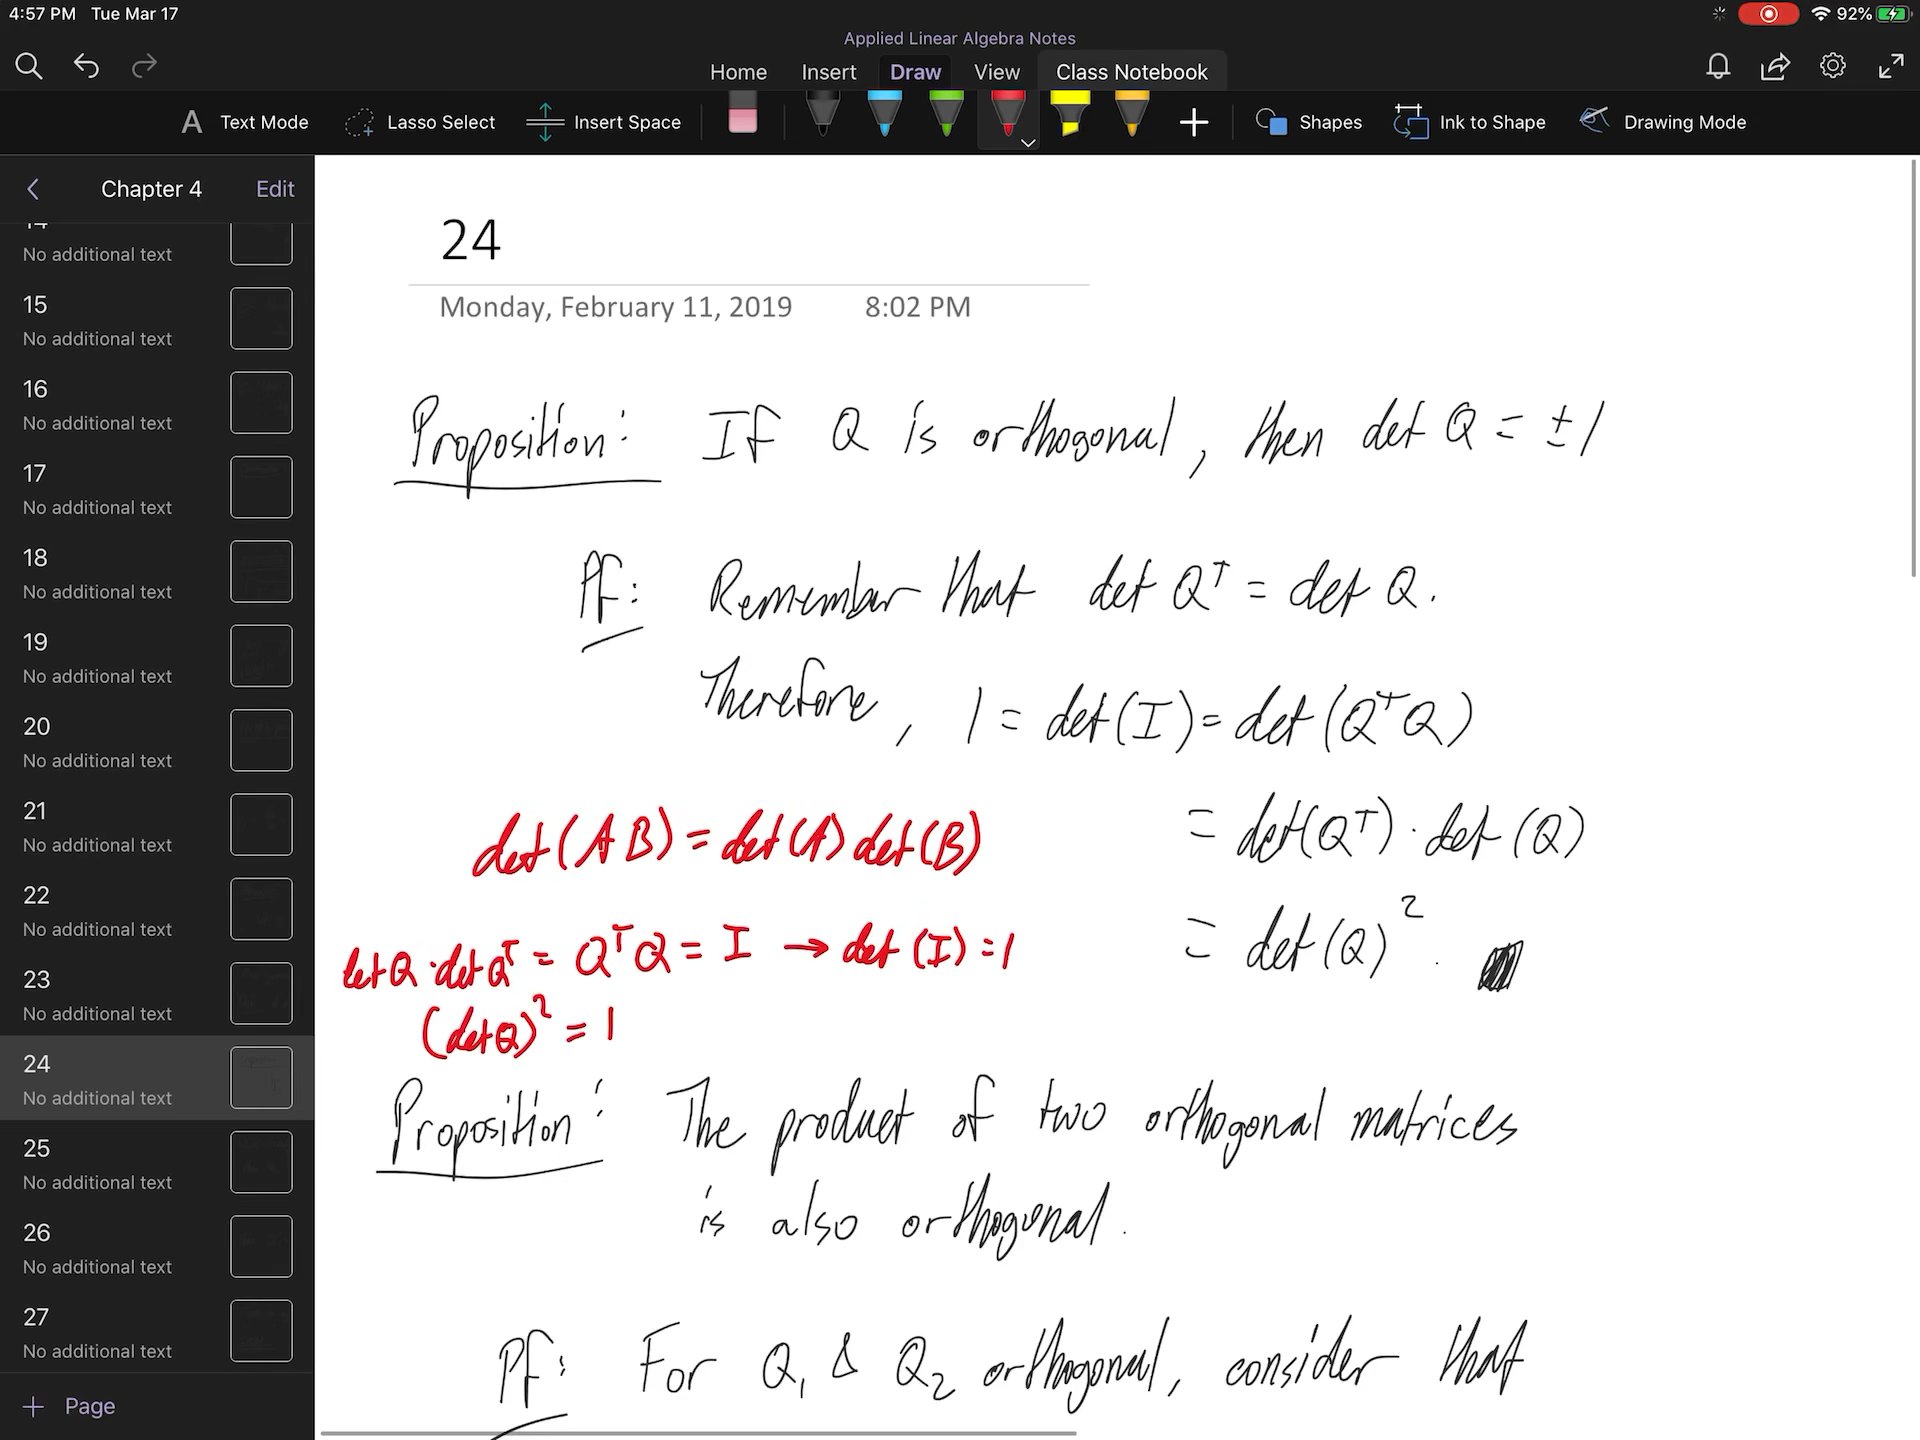 4:57 PM Tue Mar 17
92%
Applied Linear Algebra Notes
Home Insert Draw View Class Notebook
Text Mode Lasso Select Insert Space Shapes Ink to Shape Drawing Mode
Chapter 4 Edit
14
No additional text
15
No additional text
16
No additional text
17
No additional text
18
No additional text
19
No additional text
20
No additional text
21
No additional text
22
No additional text
23
No additional text
24
No additional text
25
No additional text
26
No additional text
27
No additional text
+ Page
24
Monday, February 11, 2019 8:02 PM
Proposition: If Q is orthogonal, then det Q = ±1
Pf: Remember that det Qᵀ = det Q.
Therefore, 1 = det(I) = det(QᵀQ)
= det(Qᵀ)·det(Q)
= det(Q)².
det(AB) = det(A)det(B)
det Q·det Qᵀ = QᵀQ = I → det(I) = 1
(det Q)² = 1
Proposition: The product of two orthogonal matrices
is also orthogonal.
Pf: For Q₁ & Q₂ orthogonal, consider that